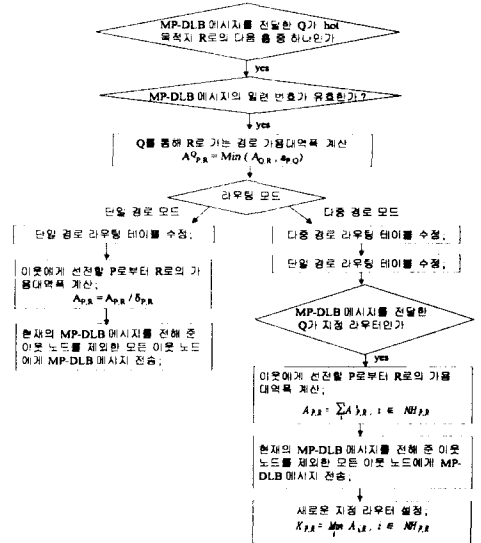 MP-DLB 메시지를 전달한 Q가 hot
목적지 R로의 다음 홉 중 하나인가
yes
MP-DLB 메시지의 일련 번호가 유효한가?
yes
Q를 통해 R로 가는 경로 가용대역폭 계산
A^Q_{P,R} = Min ( A_{Q,R} , a_{P,Q} )
라우팅 모드
단일 경로 모드
단일 경로 라우팅 테이블 수정;
이웃에게 선전할 P로부터 R로의 가
용대역폭 계산;
A_{P,R} = A_{P,R} / δ_{P,R}
현재의 MP-DLB 메시지를 전해 준
이웃 노드를 제외한 모든 이웃 노드
에게 MP-DLB 메시지 전송;
다중 경로 모드
다중 경로 라우팅 테이블 수정;
단일 경로 라우팅 테이블 수정;
MP-DLB 메시지를 전달한
Q가 지정 라우터인가
yes
이웃에게 선전할 P로부터 R로의 가용
대역폭 계산;
A_{P,R} = ∑ A^i_{P,R} , i ∈ NH_{P,R}
현재의 MP-DLB 메시지를 전해 준 이웃
노드를 제외한 모든 이웃 노드에게 MP-
DLB 메시지 전송;
새로운 지정 라우터 설정;
K_{P,R} = Min A_{i,R} , i ∈ NH_{P,R}